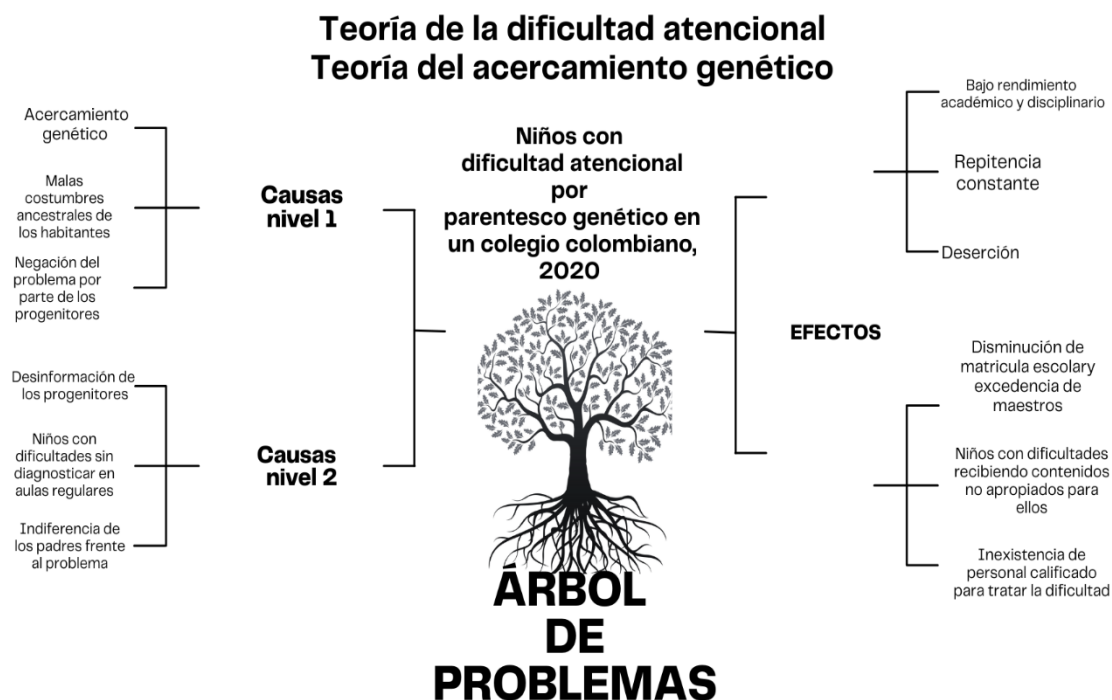 Teoría de la dificultad atencional
Teoría del acercamiento genético
Acercamiento
genético
Malas
costumbres
ancestrales de
los habitantes
Negación del
problema por
parte de los
progenitores
Causas
nivel 1
Desinformación de
los progenitores
Niños con
dificultades sin
diagnosticar en
aulas regulares
Indiferencia de
los padres frente
al problema
Causas
nivel 2
Niños con
dificultad atencional
por
parentesco genético en
un colegio colombiano,
2020
ÁRBOL
DE
PROBLEMAS
EFECTOS
Bajo rendimiento
académico y disciplinario
Repitencia
constante
Deserción
Disminución de
matricula escolar y
excedencia de
maestros
Niños con dificultades
recibiendo contenidos
no apropiados para
ellos
Inexistencia de
personal calificado
para tratar la dificultad